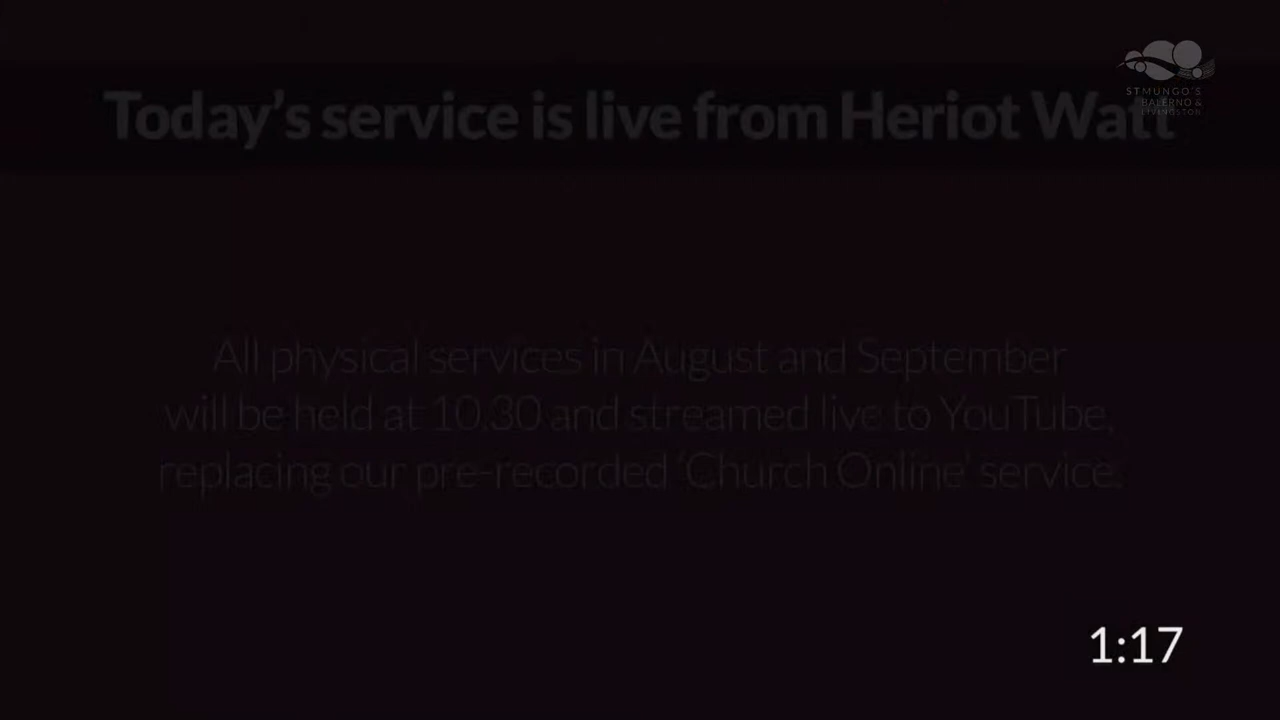 Today's service is live from Heriot Watt
ST MUNGO'S
BALERNO &
LIVINGSTON
All physical services in August and September
will be held at 10.30 and streamed live to YouTube,
replacing our pre-recorded 'Church Online' service.
1:17